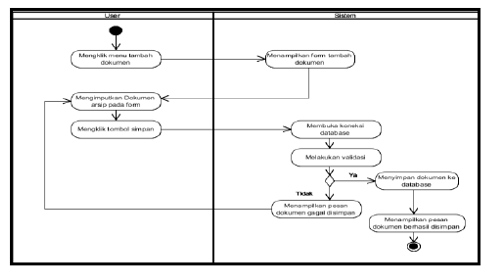 User
Sistem
Mengklik menu tambah
dokumen
Menampilkan form tambah
dokumen
Mengimputkan Dokumen
arsip pada form
Mengklik tombol simpan
Membuka koneksi
database
Melakukan validasi
Ya
Menyimpan dokumen ke
database
Tidak
Menampilkan pesan
dokumen gagal disimpan
Menampilkan pesan
dokumen berhasil disimpan